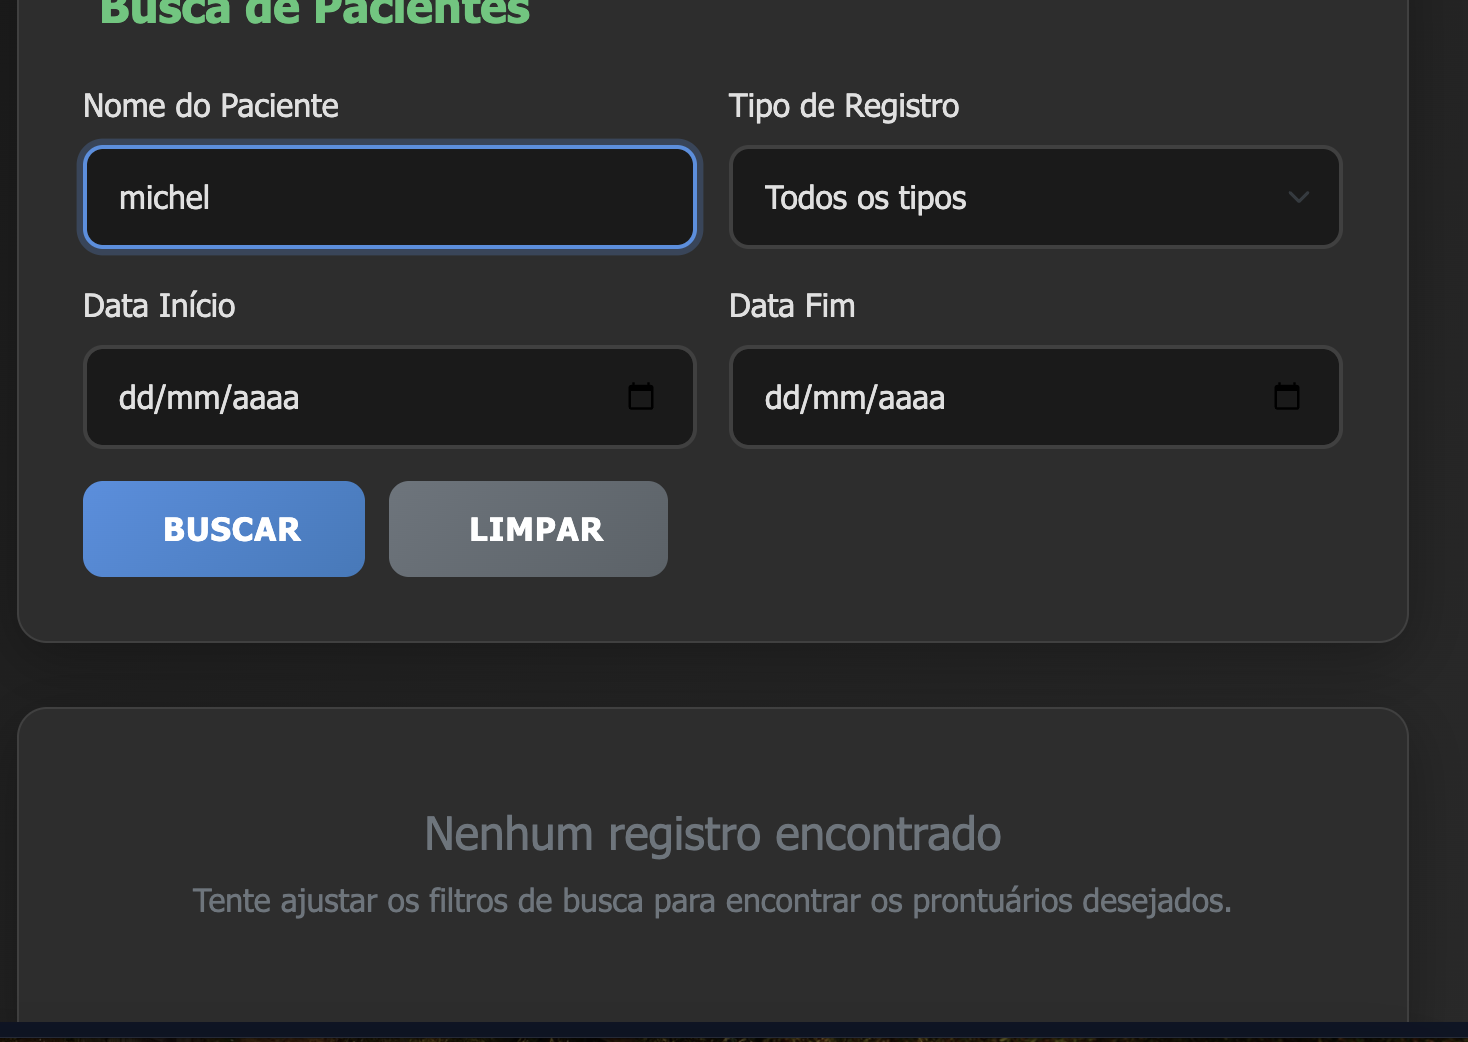 Busca de Pacientes
Nome do Paciente
Tipo de Registro
michel
Todos os tipos
Data Início
Data Fim
dd/mm/aaaa
dd/mm/aaaa
BUSCAR
LIMPAR
Nenhum registro encontrado
Tente ajustar os filtros de busca para encontrar os prontuários desejados.